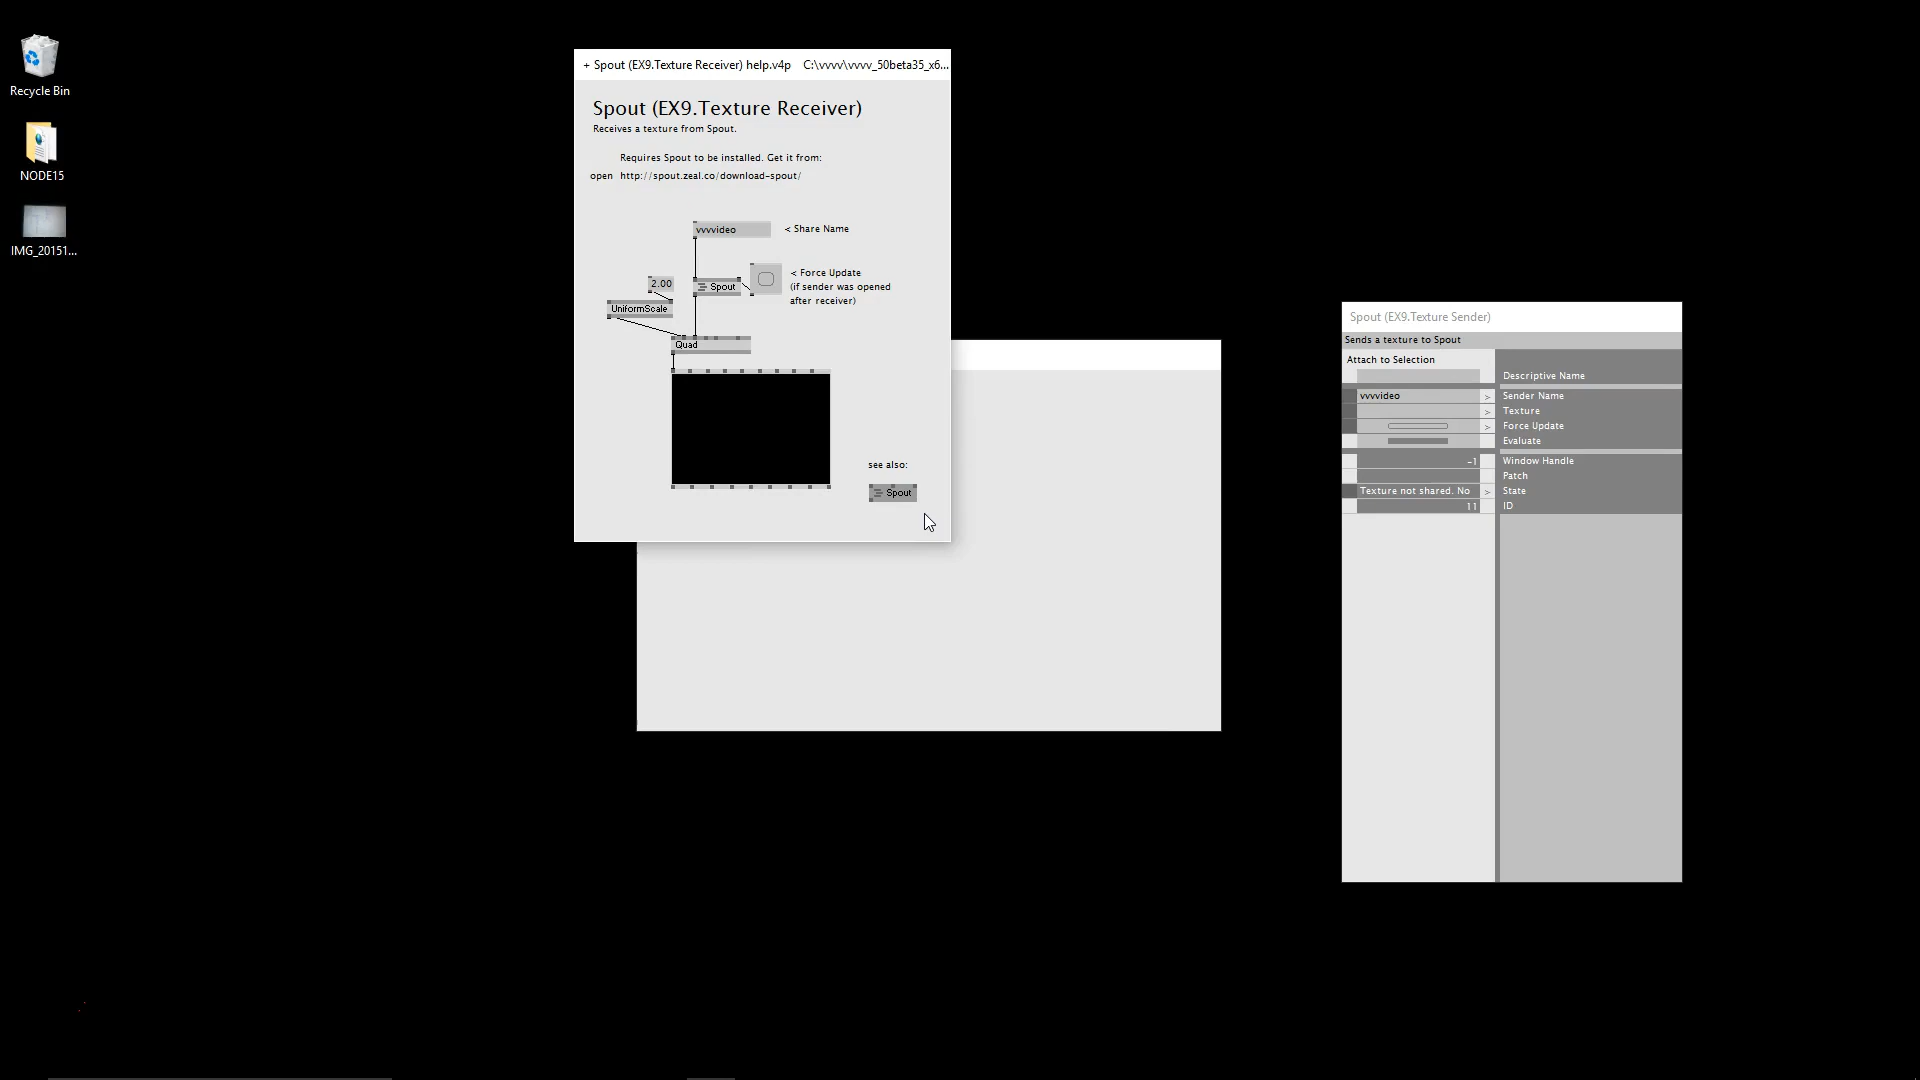 Recycle Bin
NODE15
IMG_20151...
+ Spout (EX9.Texture Receiver) help.v4p C:\vvvv\vvvv_50beta35_x6...
Spout (EX9.Texture Receiver)
Receives a texture from Spout.
Requires Spout to be installed. Get it from:
open http://spout.zeal.co/download-spout/
vvvvideo < Share Name
2.00
Spout
< Force Update
(if sender was opened
after receiver)
UniformScale
Quad
see also:
Spout
Spout (EX9.Texture Sender)
Sends a texture to Spout
Attach to Selection
Descriptive Name
vvvvideo > Sender Name
> Texture
> Force Update
Evaluate
-1 Window Handle
Patch
Texture not shared. No > State
11 ID